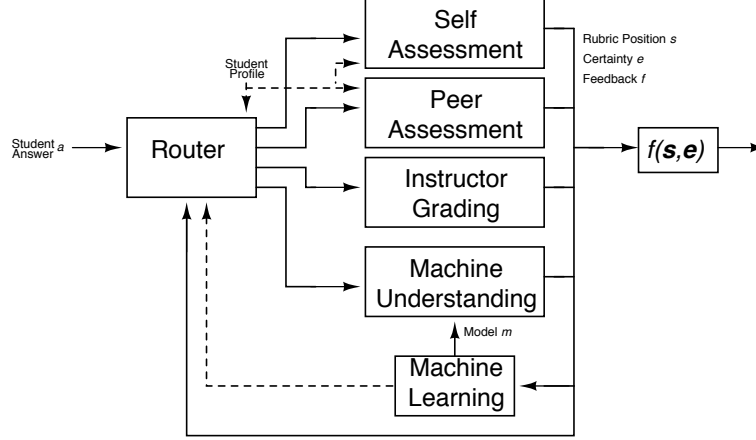 Self
Assessment
Rubric Position s
Certainty e
Feedback f
Student
Profile
Peer
Assessment
Student
Answer a
Router
f(s,e)
Instructor
Grading
Machine
Understanding
Model m
Machine
Learning